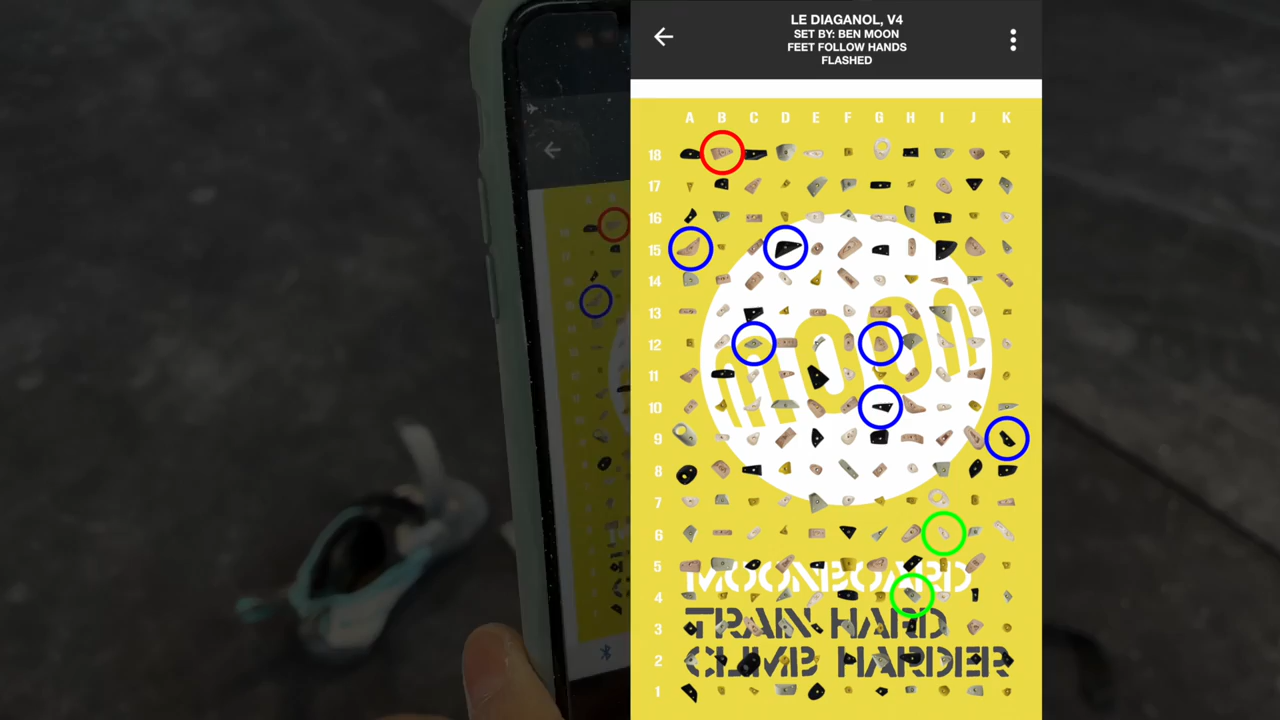 LE DIAGANOL, V4
SET BY: BEN MOON
FEET FOLLOW HANDS
FLASHED
A B C D E F G H I J K
18
17
16
15
14
13
12
11
10
9
8
7
6
5
4
3
2
1
moon
MOONBOARD
TRAIN HARD
CLIMB HARDER